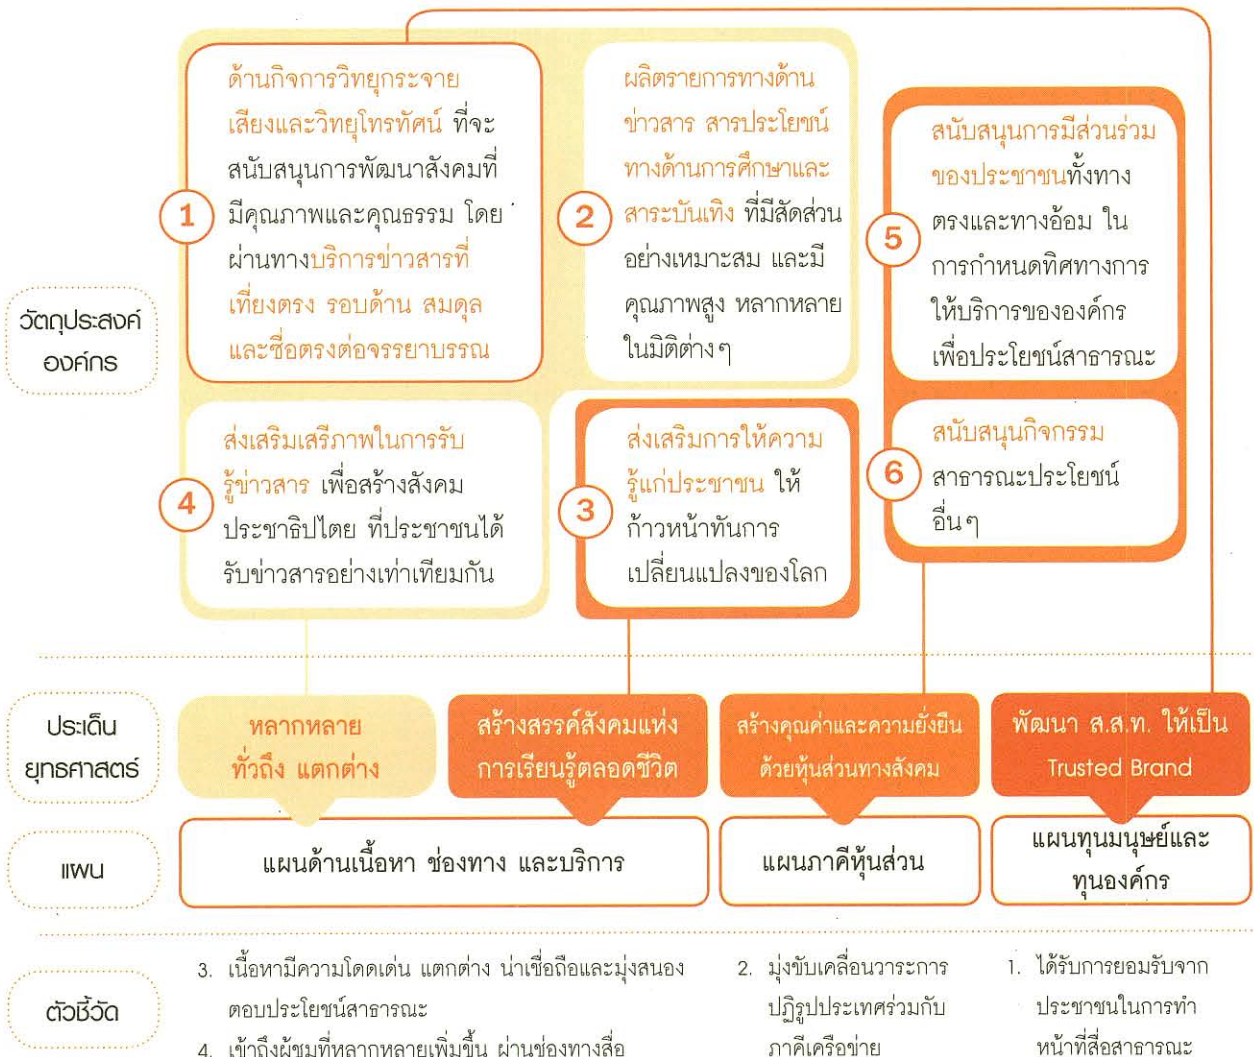 วัตถุประสงค์
องค์กร
1
ด้านกิจการวิทยุกระจาย
เสียงและวิทยุโทรทัศน์ ที่จะ
สนับสนุนการพัฒนาสังคมที่
มีคุณภาพและคุณธรรม โดย
ผ่านทางบริการข่าวสารที่
เที่ยงตรง รอบด้าน สมดุล
และซื่อตรงต่อจรรยาบรรณ
2
ผลิตรายการทางด้าน
ข่าวสาร สารประโยชน์
ทางด้านการศึกษาและ
สาระบันเทิง ที่มีสัดส่วน
อย่างเหมาะสม และมี
คุณภาพสูง หลากหลาย
ในมิติต่างๆ
5
สนับสนุนการมีส่วนร่วม
ของประชาชนทั้งทาง
ตรงและทางอ้อม ใน
การกำหนดทิศทางการ
ให้บริการขององค์กร
เพื่อประโยชน์สาธารณะ
4
ส่งเสริมเสรีภาพในการรับ
รู้ข่าวสาร เพื่อสร้างสังคม
ประชาธิปไตย ที่ประชาชนได้
รับข่าวสารอย่างเท่าเทียมกัน
3
ส่งเสริมการให้ความ
รู้แก่ประชาชน ให้
ก้าวหน้าทันการ
เปลี่ยนแปลงของโลก
6
สนับสนุนกิจกรรม
สาธารณะประโยชน์
อื่นๆ
ประเด็น
ยุทธศาสตร์
หลากหลาย
ทั่วถึง แตกต่าง
สร้างสรรค์สังคมแห่ง
การเรียนรู้ตลอดชีวิต
สร้างคุณค่าและความยั่งยืน
ด้วยหุ้นส่วนทางสังคม
พัฒนา ส.ส.ท. ให้เป็น
Trusted Brand
แผน
แผนด้านเนื้อหา ช่องทาง และบริการ
แผนภาคีหุ้นส่วน
แผนทุนมนุษย์และ
ทุนองค์กร
ตัวชี้วัด
3. เนื้อหามีความโดดเด่น แตกต่าง น่าเชื่อถือและมุ่งสนอง
ตอบประโยชน์สาธารณะ
4. เข้าถึงผู้ชมที่หลากหลายเพิ่มขึ้น ผ่านช่องทางสื่อ
2. มุ่งขับเคลื่อนวาระการ
ปฏิรูปประเทศร่วมกับ
ภาคีเครือข่าย
1. ได้รับการยอมรับจาก
ประชาชนในการทำ
หน้าที่สื่อสาธารณะ